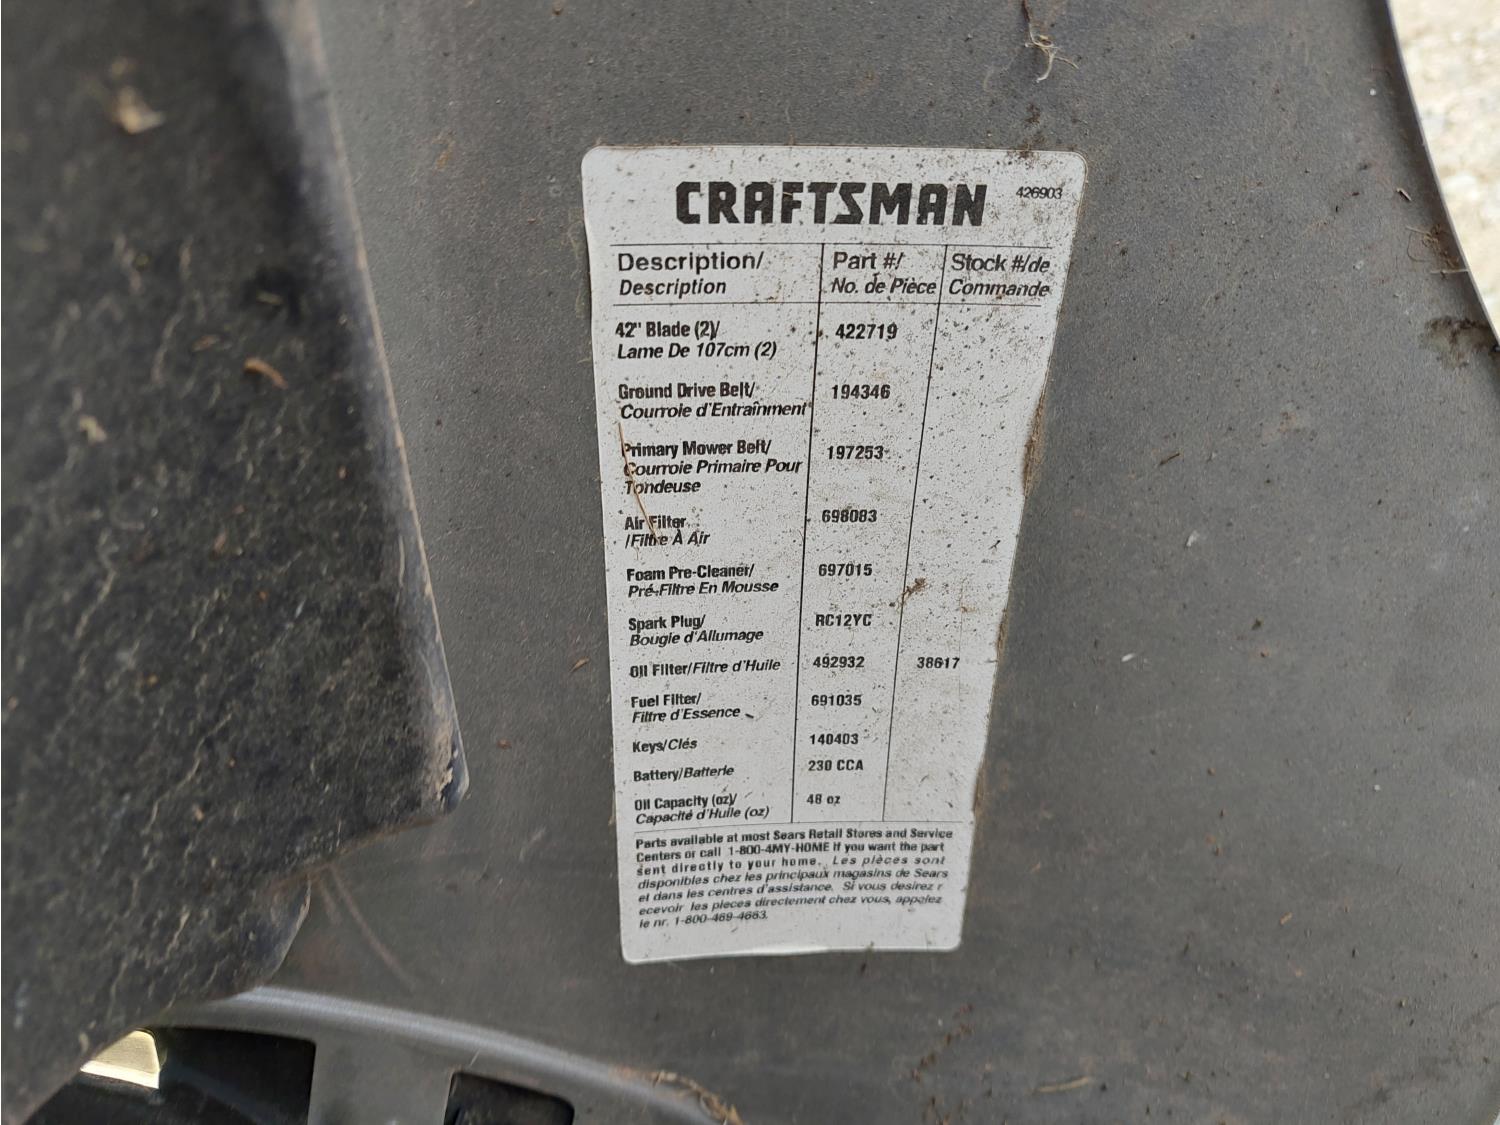 CRAFTSMAN 426903
Description/ Part #/ Stock #/de
Description No. de Pièce Commande
42" Blade (2)/ 422719
Lame De 107cm (2)
Ground Drive Belt/ 194346
Courroie d'Entraînment
Primary Mower Belt/ 197253
Courroie Primaire Pour
Tondeuse
Air Filter 698083
/Filtre À Air
Foam Pre-Cleaner/ 697015
Pré-Filtre En Mousse
Spark Plug/ RC12YC
Bougie d'Allumage
Oil Filter/Filtre d'Huile 492932 38617
Fuel Filter/ 691035
Filtre d'Essence
Keys/Clés 140403
Battery/Batterie 230 CCA
Oil Capacity (oz)/ 48 oz
Capacité d'Huile (oz)
Parts available at most Sears Retail Stores and Service
Centers or call 1-800-4MY-HOME if you want the part
sent directly to your home. Les pièces sont
disponibles chez les principaux magasins de Sears
et dans les centres d'assistance. Si vous desirez r
ecevoir les pieces directement chez vous, appelez
le nr. 1-800-469-4663.